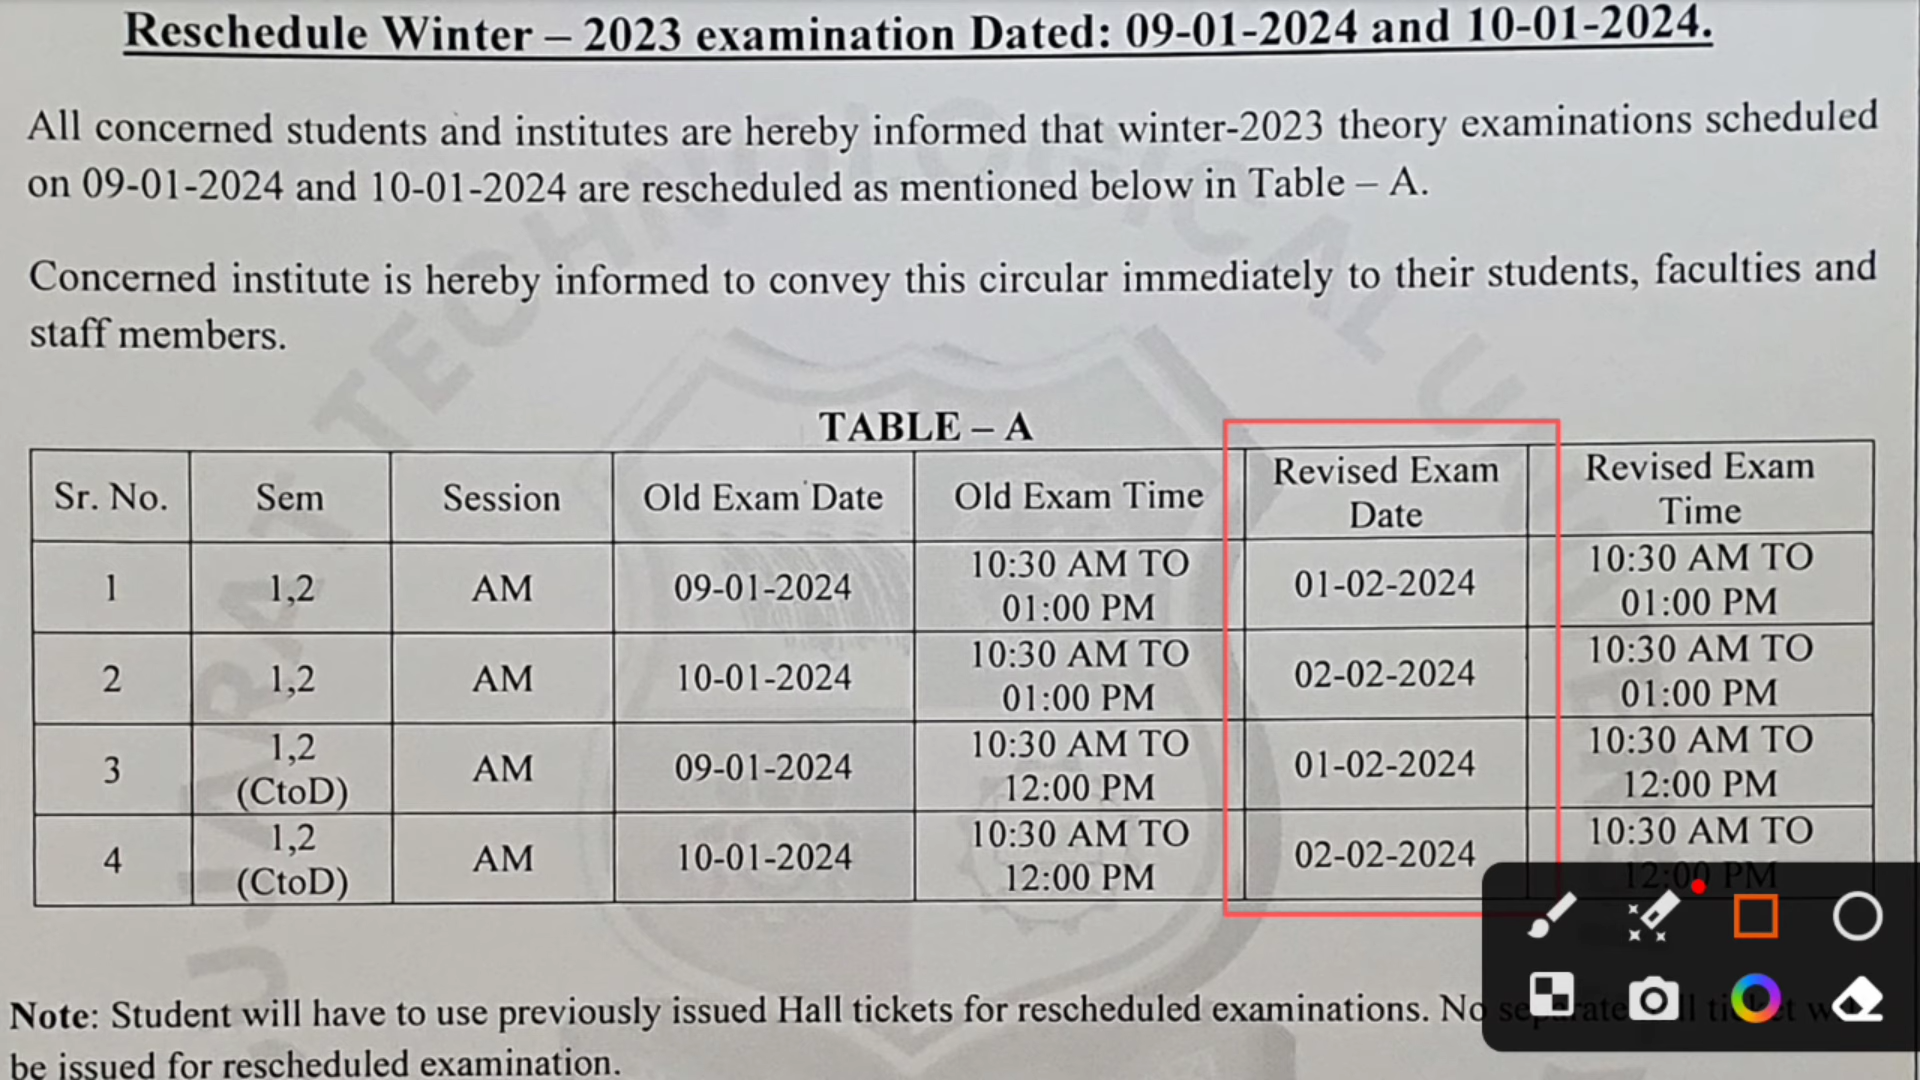 Reschedule Winter – 2023 examination Dated: 09-01-2024 and 10-01-2024.
All concerned students and institutes are hereby informed that winter-2023 theory examinations scheduled
on 09-01-2024 and 10-01-2024 are rescheduled as mentioned below in Table – A.
Concerned institute is hereby informed to convey this circular immediately to their students, faculties and
staff members.
TABLE – A
Sr. No. Sem Session Old Exam Date Old Exam Time Revised Exam Date Revised Exam Time
1 1,2 AM 09-01-2024 10:30 AM TO 01:00 PM 01-02-2024 10:30 AM TO 01:00 PM
2 1,2 AM 10-01-2024 10:30 AM TO 01:00 PM 02-02-2024 10:30 AM TO 01:00 PM
3 1,2 (CtoD) AM 09-01-2024 10:30 AM TO 12:00 PM 01-02-2024 10:30 AM TO 12:00 PM
4 1,2 (CtoD) AM 10-01-2024 10:30 AM TO 12:00 PM 02-02-2024 10:30 AM TO 12:00 PM
Note: Student will have to use previously issued Hall tickets for rescheduled examinations. No separate ticket
be issued for rescheduled examination.